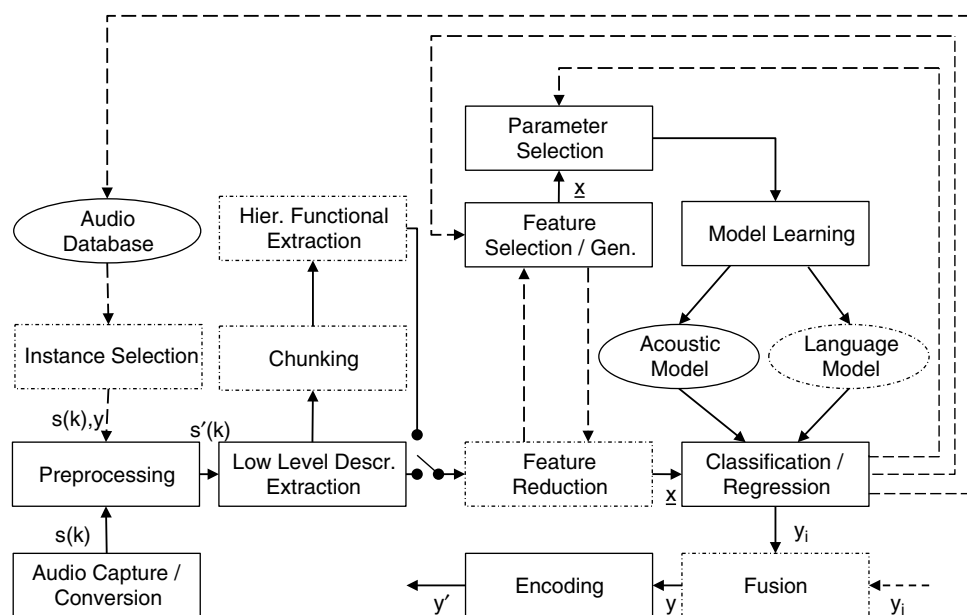 Parameter
Selection
x
Audio
Database
Hier. Functional
Extraction
Feature
Selection / Gen.
Model Learning
Instance Selection
Chunking
Acoustic
Model
Language
Model
s(k),y
s′(k)
Preprocessing
Low Level Descr.
Extraction
Feature
Reduction
x
Classification /
Regression
s(k)
yi
Audio Capture /
Conversion
y′
Encoding
y
Fusion
yj